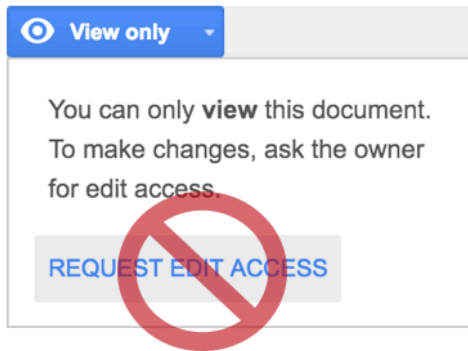 View only
You can only view this document.
To make changes, ask the owner
for edit access.
REQUEST EDIT ACCESS